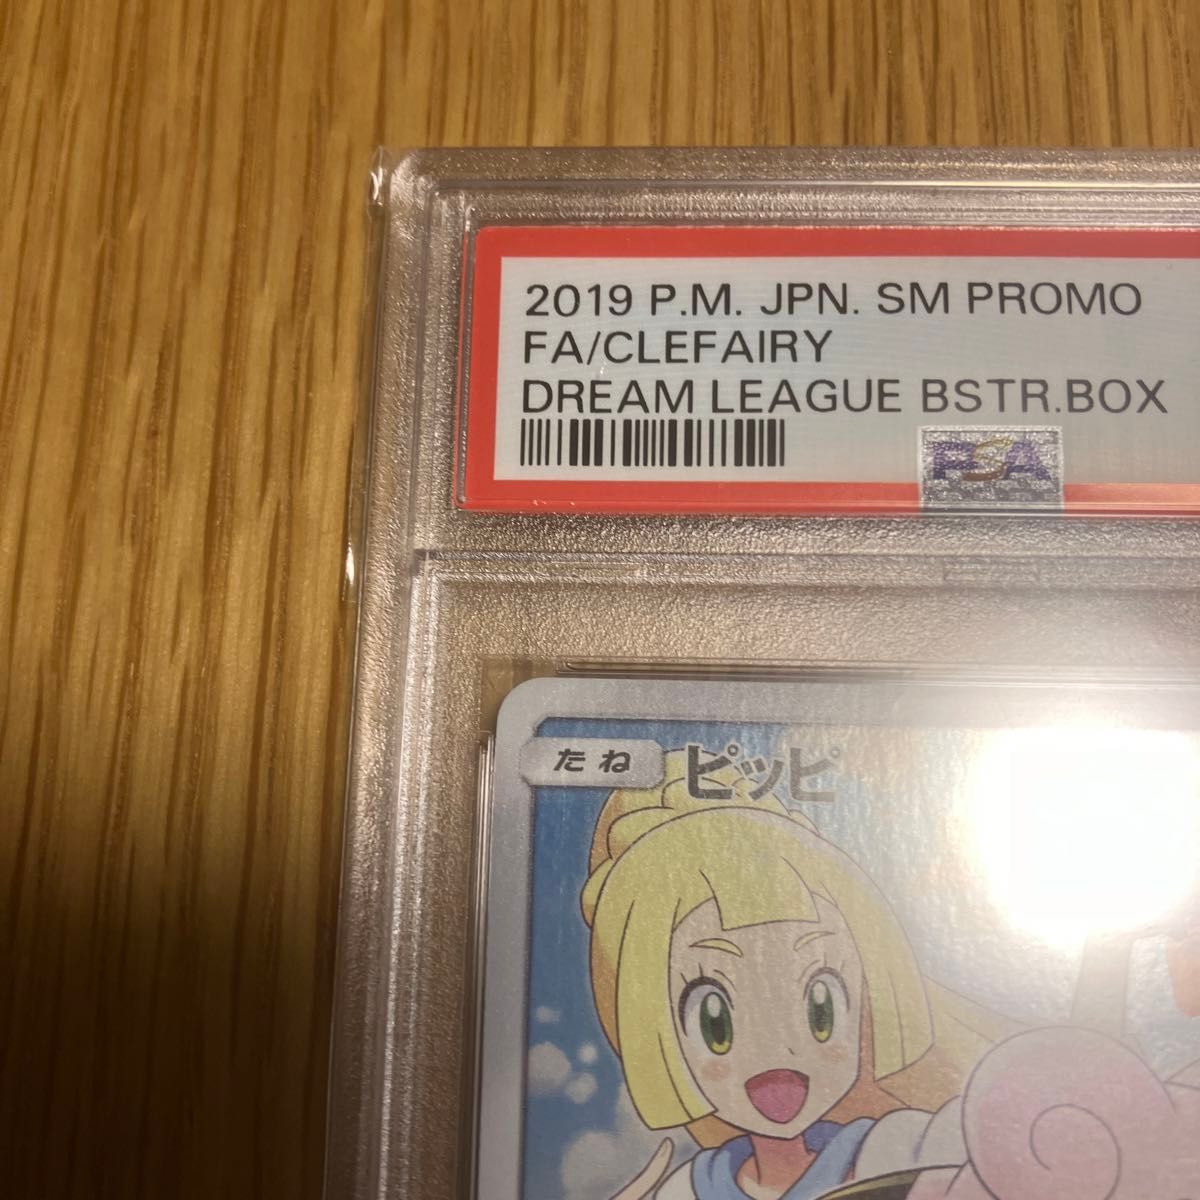 2019 P.M. JPN. SM PROMO
FA/CLEFAIRY
DREAM LEAGUE BSTR.BOX
PSA
たね ピッピ